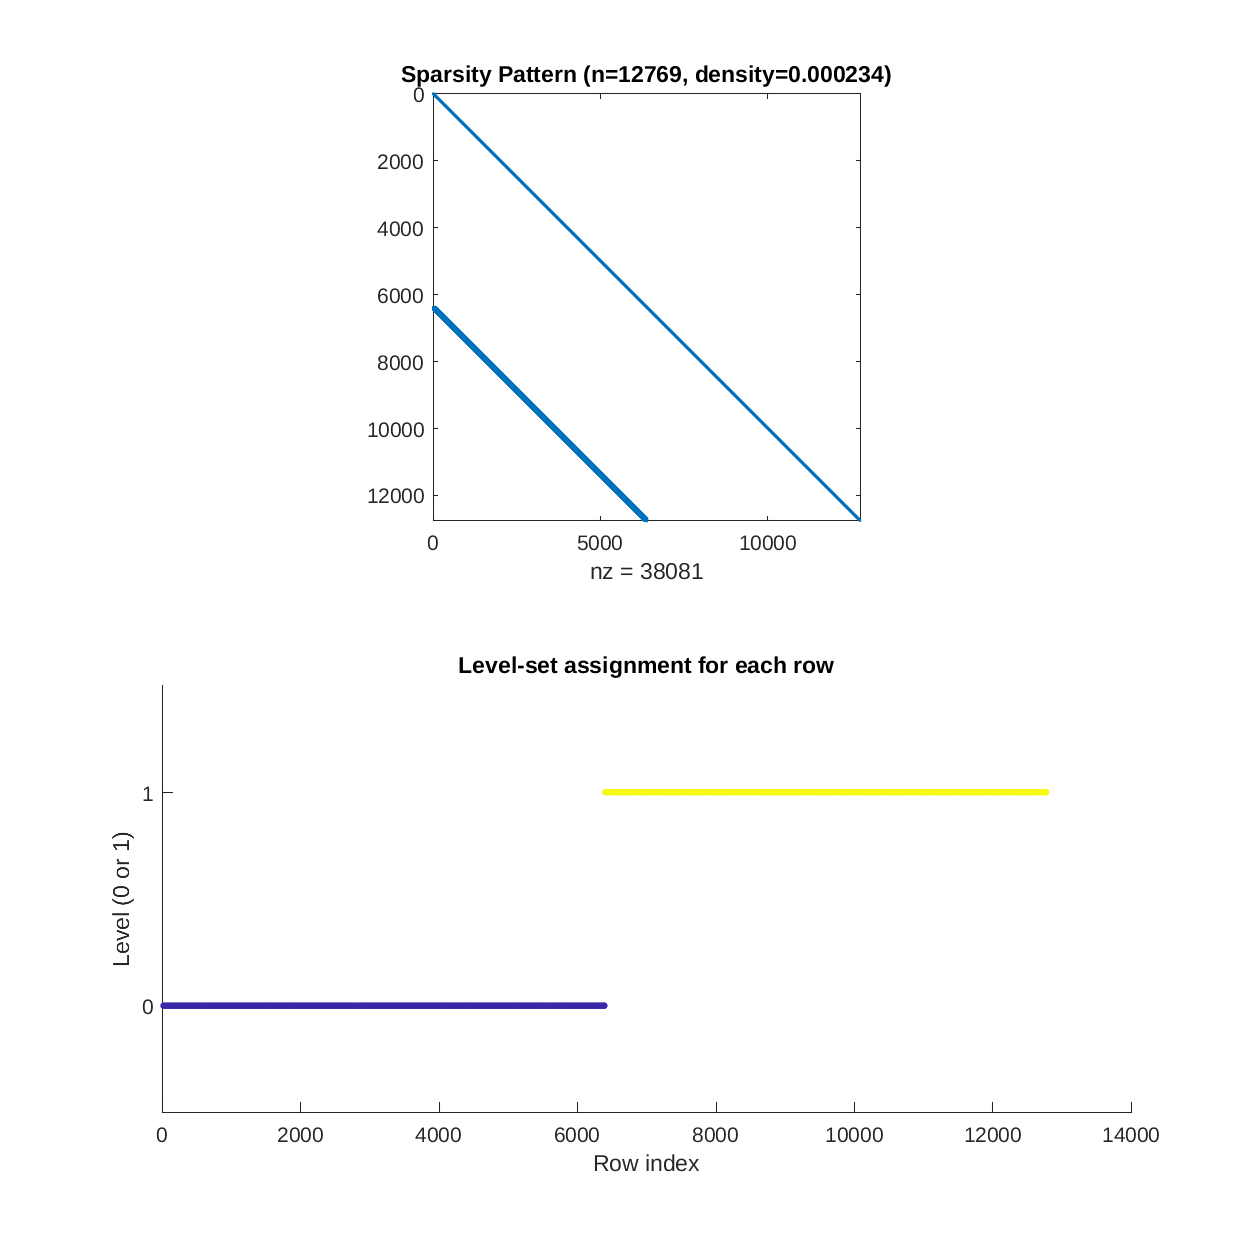 Sparsity Pattern (n=12769, density=0.000234)
0
2000
4000
6000
8000
10000
12000
0 5000 10000
nz = 38081
Level-set assignment for each row
1
0
Level (0 or 1)
0 2000 4000 6000 8000 10000 12000 14000
Row index